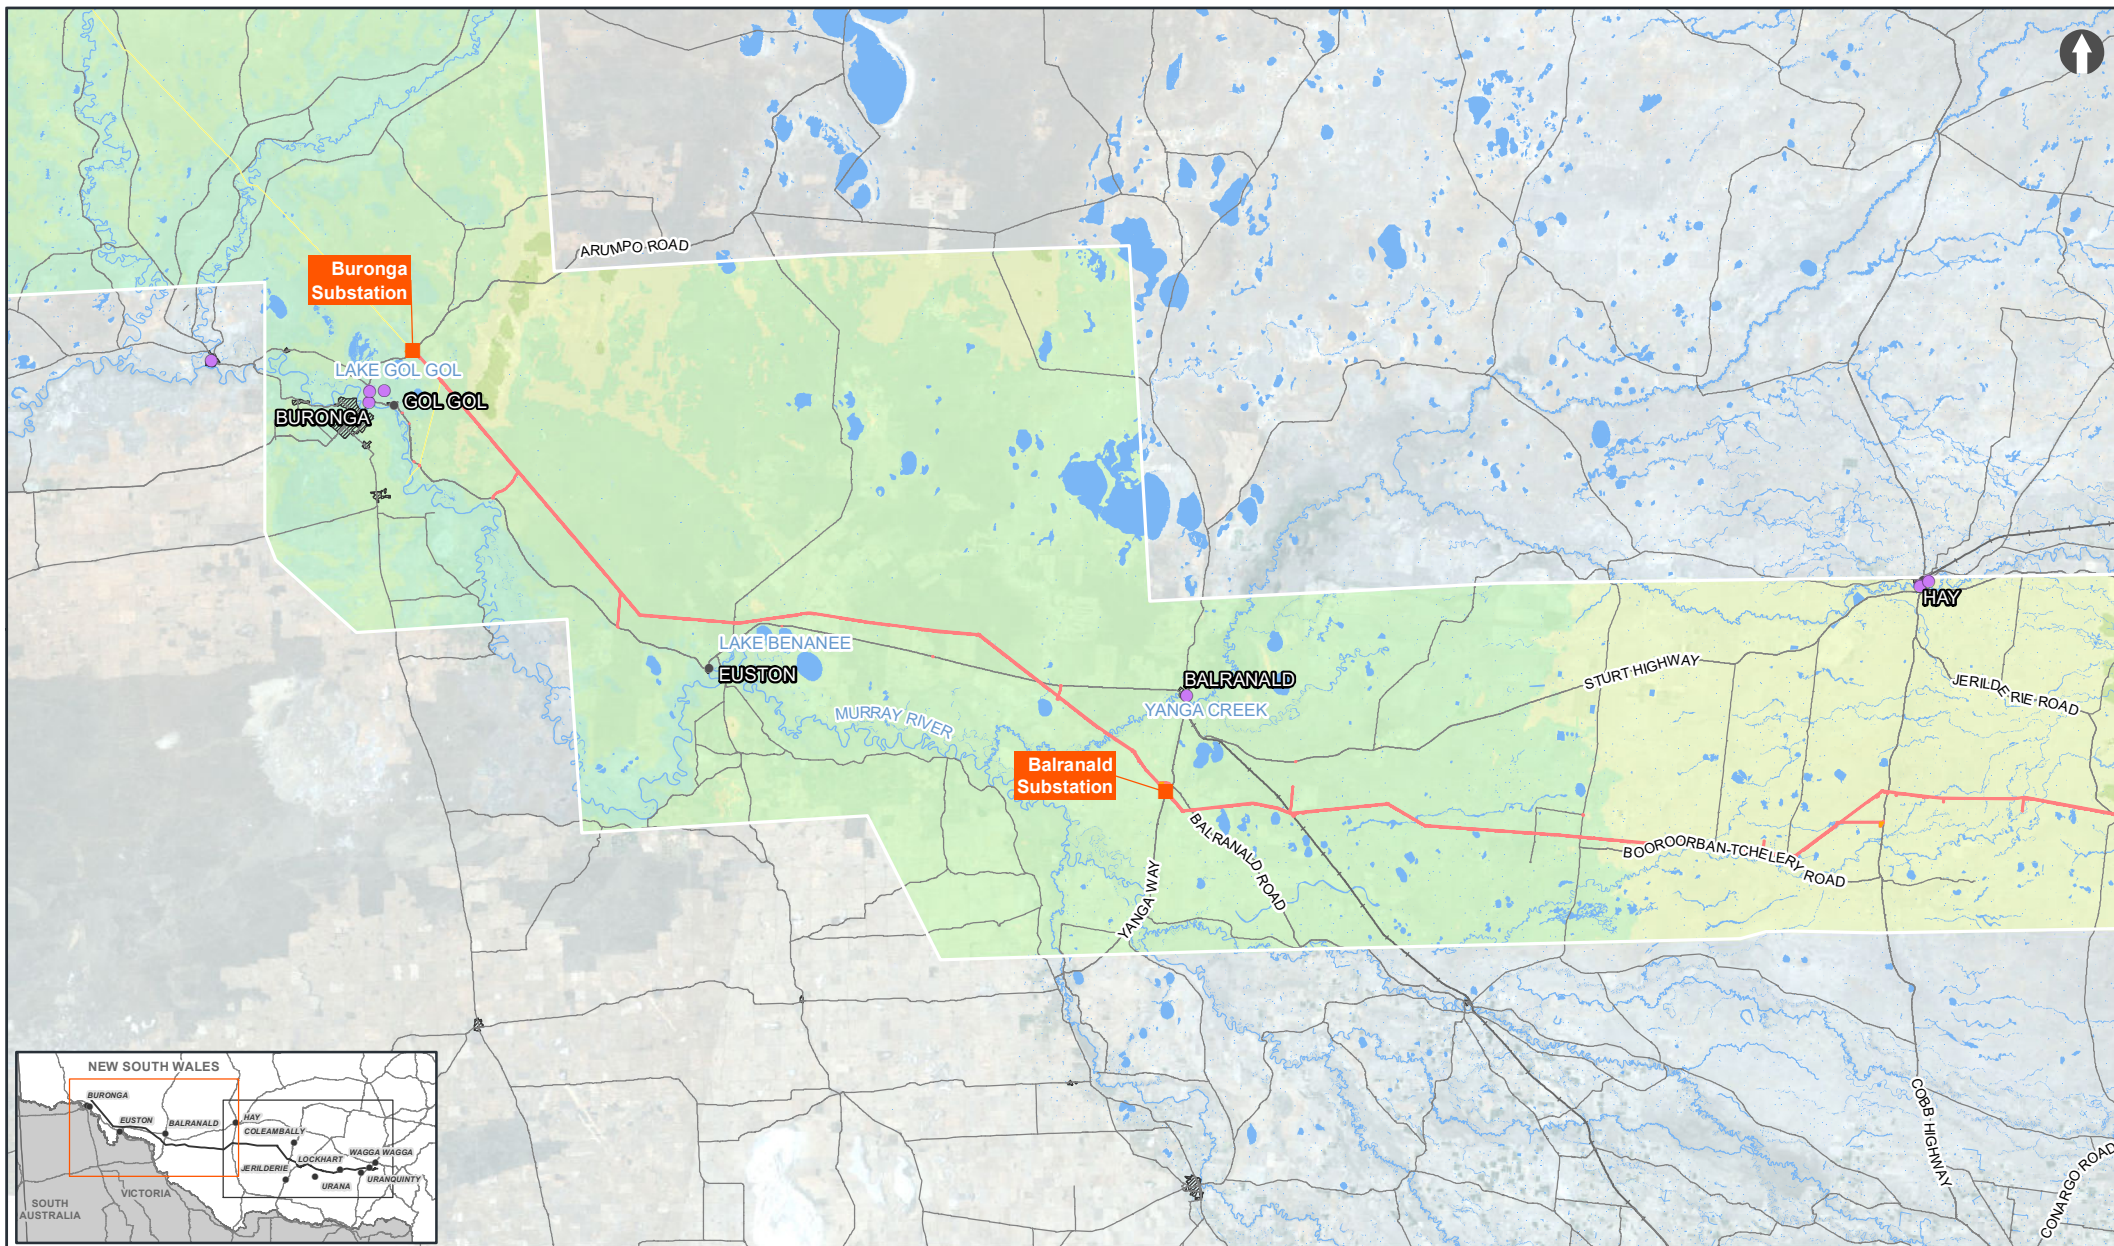 ARUMPO ROAD
Buronga
Substation
LAKE GOL GOL
GOL GOL
BURONGA
HAY
LAKE BENANEE
EUSTON
BALRANALD
YANGA CREEK
STURT HIGHWAY
JERILDERIE ROAD
MURRAY RIVER
Balranald
Substation
BALRANALD ROAD
YANGA WAY
BOOROORBAN-TCHELERY ROAD
COBB HIGHWAY
CONARGO ROAD
NEW SOUTH WALES
BURONGA
EUSTON
BALRANALD
HAY
COLEAMBALLY
WAGGA WAGGA
LOCKHART
JERILDERIE
URANQUINTY
URANA
VICTORIA
SOUTH
AUSTRALIA